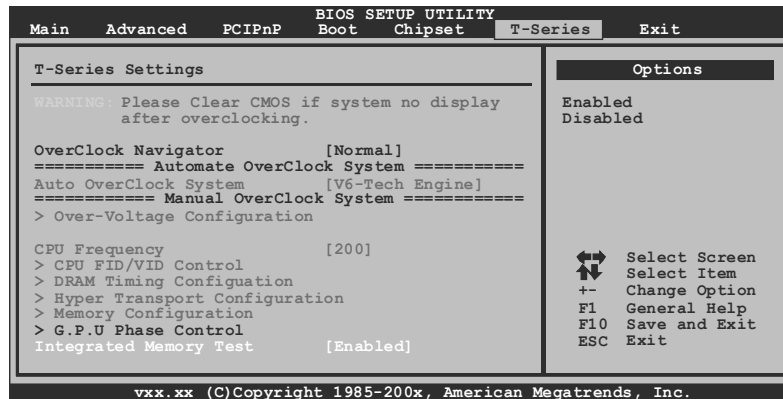 BIOS SETUP UTILITY
Main Advanced PCIPnP Boot Chipset T-Series Exit
T-Series Settings
WARNING: Please Clear CMOS if system no display
after overclocking.
OverClock Navigator [Normal]
=========== Automate OverClock System ===========
Auto OverClock System [V6-Tech Engine]
============ Manual OverClock System ============
> Over-Voltage Configuration
CPU Frequency [200]
> CPU FID/VID Control
> DRAM Timing Configuation
> Hyper Transport Configuration
> Memory Configuration
> G.P.U Phase Control
Integrated Memory Test [Enabled]
Options
Enabled
Disabled
Select Screen
Select Item
+- Change Option
F1 General Help
F10 Save and Exit
ESC Exit
vxx.xx (C)Copyright 1985-200x, American Megatrends, Inc.